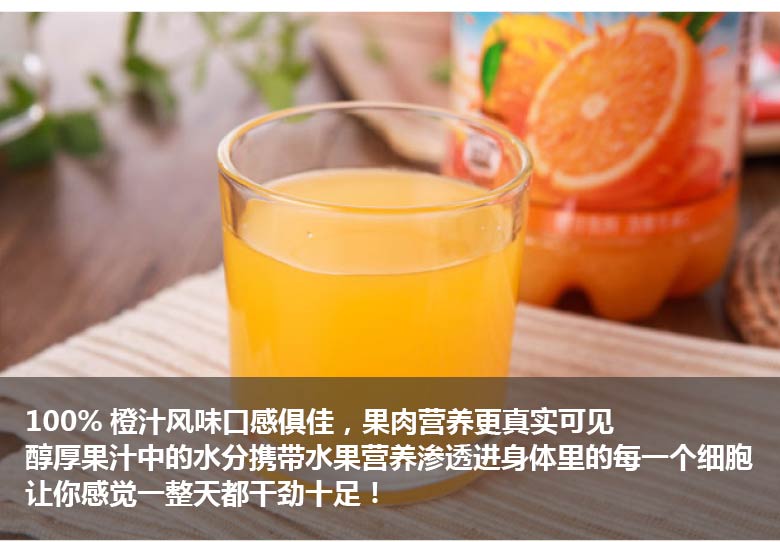 100% 橙汁风味口感俱佳，果肉营养更真实可见
醇厚果汁中的水分携带水果营养渗透进身体里的每一个细胞
让你感觉一整天都干劲十足！